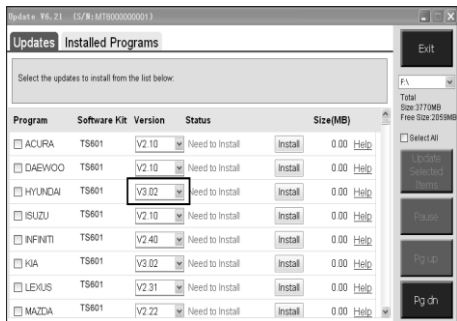 Update V6.21 (S/N:MT6000000001)
Updates Installed Programs
Exit
Select the updates to install from the list below:
F:\
Total
Size:3770MB
Free Size:2059MB
Program Software Kit Version Status Size(MB)
Select All
ACURA TS601 V2.10 Need to Install Install 0.00 Help
DAEWOO TS601 V2.10 Need to Install Install 0.00 Help
Update
Selected
Items
HYUNDAI TS601 V3.02 Need to Install Install 0.00 Help
ISUZU TS601 V2.10 Need to Install Install 0.00 Help
Pause
INFINITI TS601 V2.40 Need to Install Install 0.00 Help
KIA TS601 V3.02 Need to Install Install 0.00 Help
Pg up
LEXUS TS601 V2.31 Need to Install Install 0.00 Help
Pg dn
MAZDA TS601 V2.22 Need to Install Install 0.00 Help